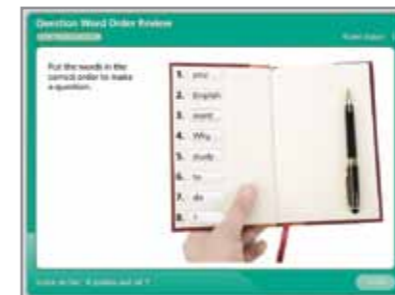 Question Word Order Review
Put the words in the
correct order to make
a question.
1. you
2. English
3. want
4. Why
5. study
6. to
7. do
8. ?